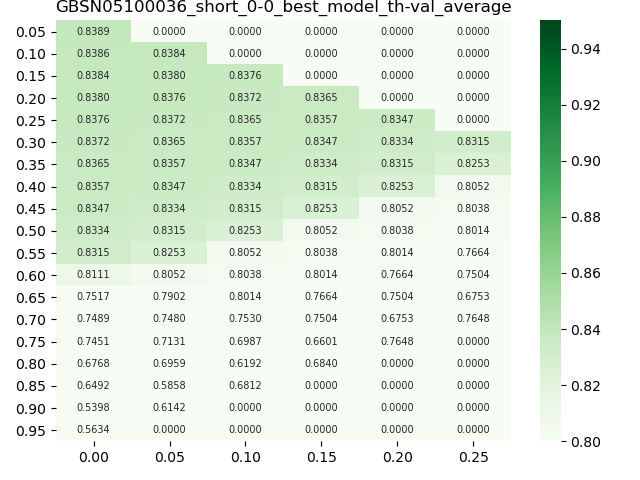 GBSN05100036_short_0-0_best_model_th-val_average
0.05 0.8389 0.0000 0.0000 0.0000 0.0000 0.0000
0.10 0.8386 0.8384 0.0000 0.0000 0.0000 0.0000
0.15 0.8384 0.8380 0.8376 0.0000 0.0000 0.0000
0.20 0.8380 0.8376 0.8372 0.8365 0.0000 0.0000
0.25 0.8376 0.8372 0.8365 0.8357 0.8347 0.0000
0.30 0.8372 0.8365 0.8357 0.8347 0.8334 0.8315
0.35 0.8365 0.8357 0.8347 0.8334 0.8315 0.8253
0.40 0.8357 0.8347 0.8334 0.8315 0.8253 0.8052
0.45 0.8347 0.8334 0.8315 0.8253 0.8052 0.8038
0.50 0.8334 0.8315 0.8253 0.8052 0.8038 0.8014
0.55 0.8315 0.8253 0.8052 0.8038 0.8014 0.7664
0.60 0.8111 0.8052 0.8038 0.8014 0.7664 0.7504
0.65 0.7517 0.7902 0.8014 0.7664 0.7504 0.6753
0.70 0.7489 0.7480 0.7530 0.7504 0.6753 0.7648
0.75 0.7451 0.7131 0.6987 0.6601 0.7648 0.0000
0.80 0.6768 0.6959 0.6192 0.6840 0.0000 0.0000
0.85 0.6492 0.5858 0.6812 0.0000 0.0000 0.0000
0.90 0.5398 0.6142 0.0000 0.0000 0.0000 0.0000
0.95 0.5634 0.0000 0.0000 0.0000 0.0000 0.0000
0.00 0.05 0.10 0.15 0.20 0.25
0.94
0.92
0.90
0.88
0.86
0.84
0.82
0.80